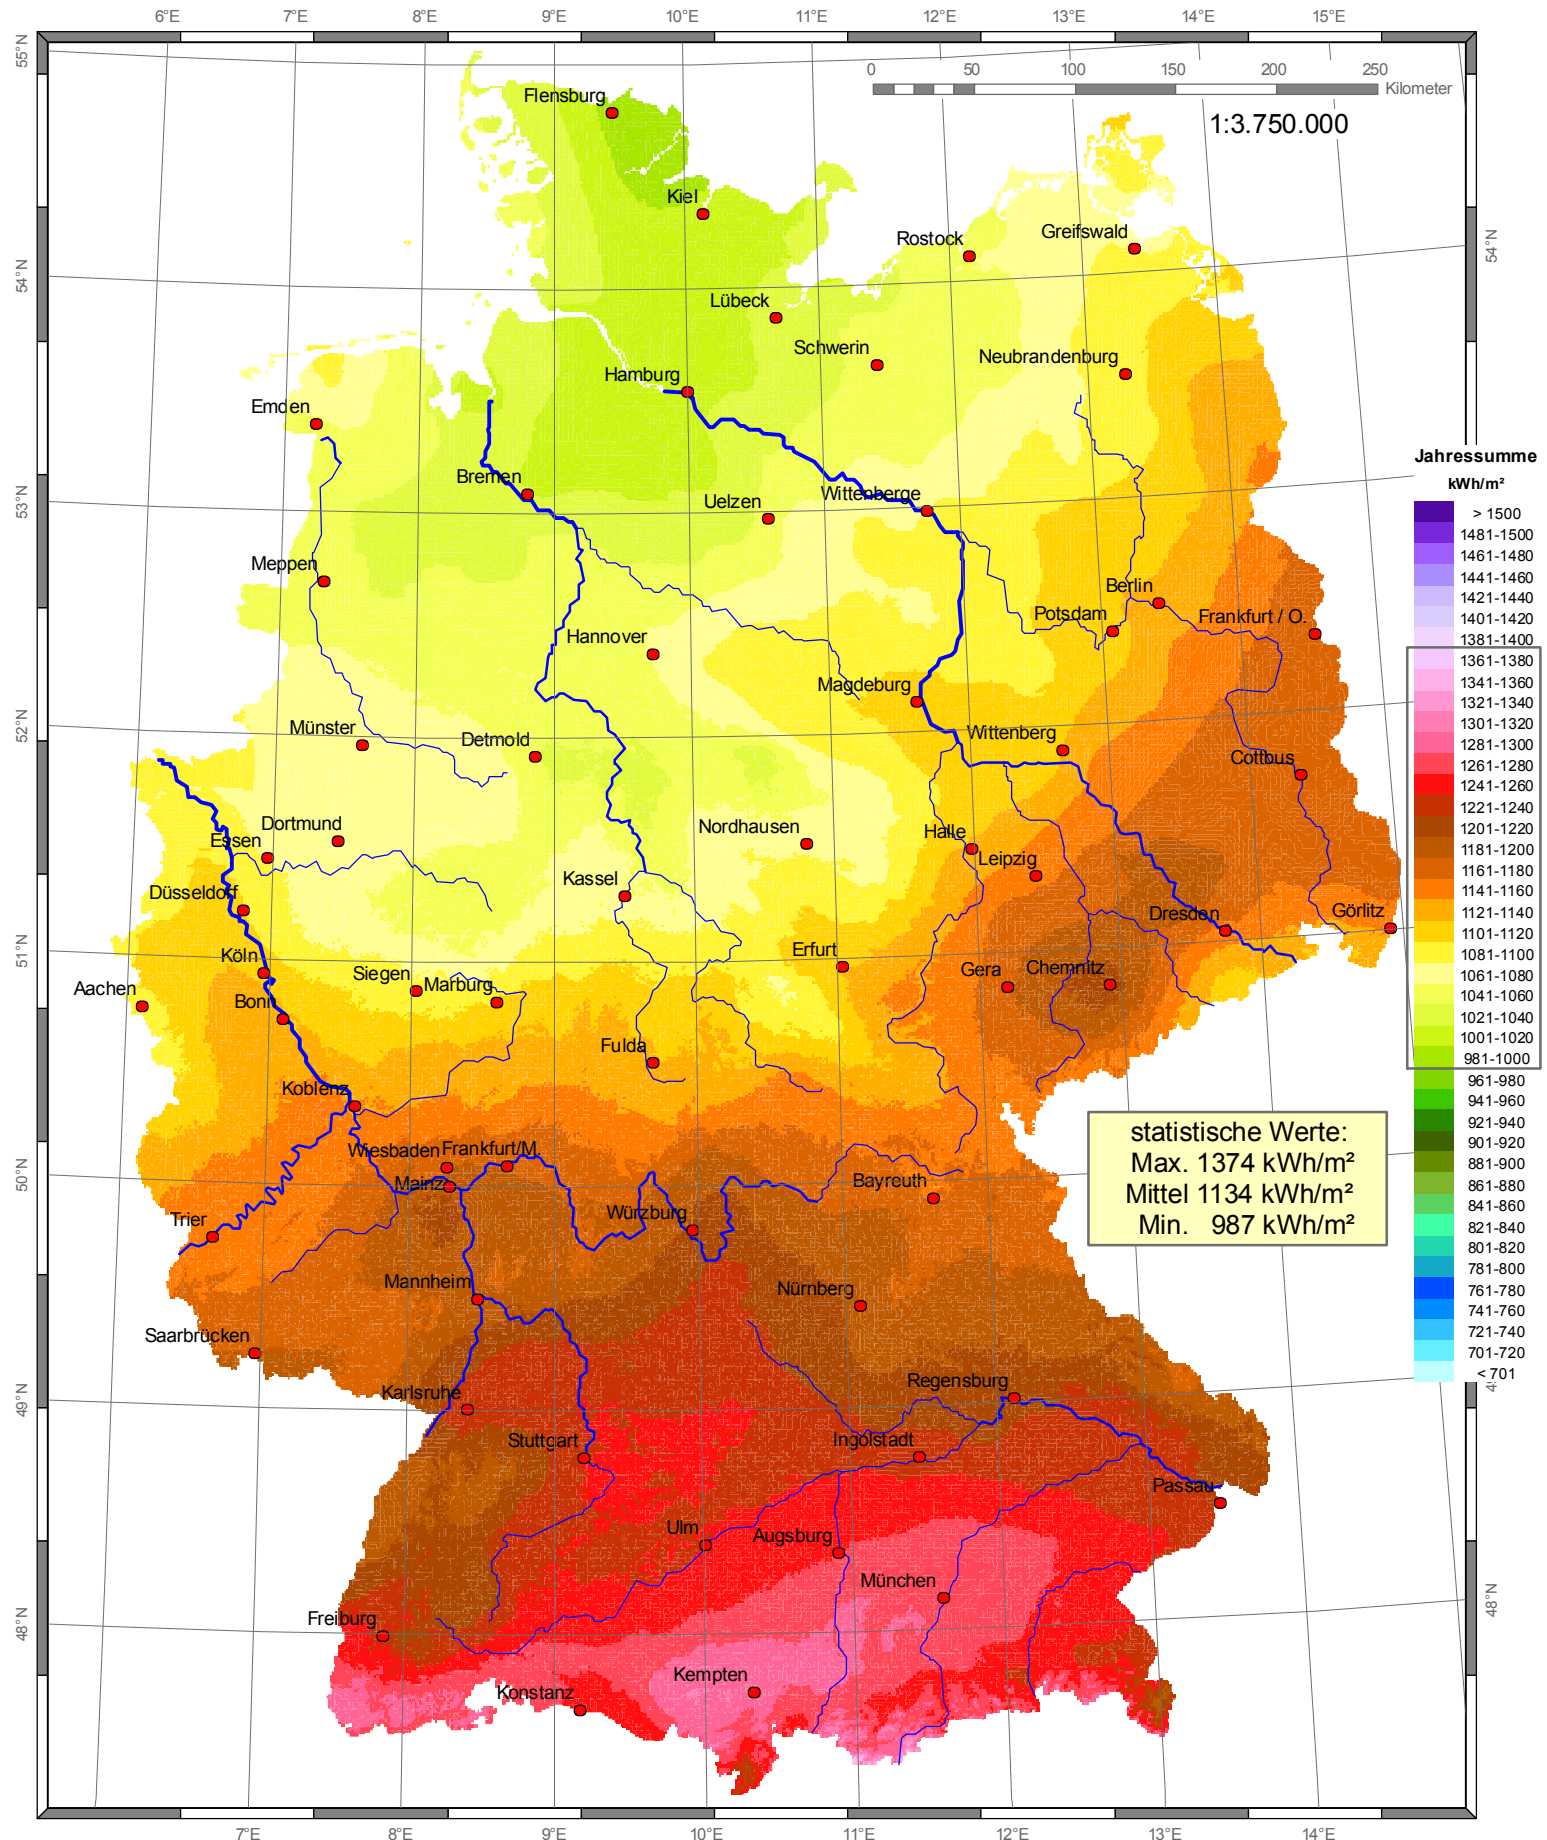 6°E 7°E 8°E 9°E 10°E 11°E 12°E 13°E 14°E 15°E
55°N
0 50 100 150 200 250
Kilometer
1:3.750.000
Flensburg
Kiel
Rostock
Greifswald
54°N
54°N
Lübeck
Schwerin
Neubrandenburg
Hamburg
Emden
Bremen
Uelzen
Wittenberge
53°N
Meppen
Berlin
Potsdam
Frankfurt / O.
Hannover
Magdeburg
52°N
Münster
Detmold
Wittenberg
Cottbus
Dortmund
Essen
Nordhausen
Halle
Leipzig
Düsseldorf
Kassel
Dresden
Görlitz
51°N
Köln
Erfurt
Siegen
Marburg
Gera
Chemnitz
Aachen
Bonn
Fulda
Koblenz
Wiesbaden
Frankfurt/M.
50°N
Mainz
Bayreuth
Trier
Würzburg
Mannheim
Nürnberg
Saarbrücken
Karlsruhe
Regensburg
49°N
Stuttgart
Ingolstadt
Passau
Ulm
Augsburg
München
Freiburg
48°N
48°N
Kempten
Konstanz
7°E 8°E 9°E 10°E 11°E 12°E 13°E 14°E
Jahressumme
kWh/m²
> 1500
1481-1500
1461-1480
1441-1460
1421-1440
1401-1420
1381-1400
1361-1380
1341-1360
1321-1340
1301-1320
1281-1300
1261-1280
1241-1260
1221-1240
1201-1220
1181-1200
1161-1180
1141-1160
1121-1140
1101-1120
1081-1100
1061-1080
1041-1060
1021-1040
1001-1020
981-1000
961-980
941-960
921-940
901-920
881-900
861-880
841-860
821-840
801-820
781-800
761-780
741-760
721-740
701-720
< 701
statistische Werte:
Max. 1374 kWh/m²
Mittel 1134 kWh/m²
Min. 987 kWh/m²